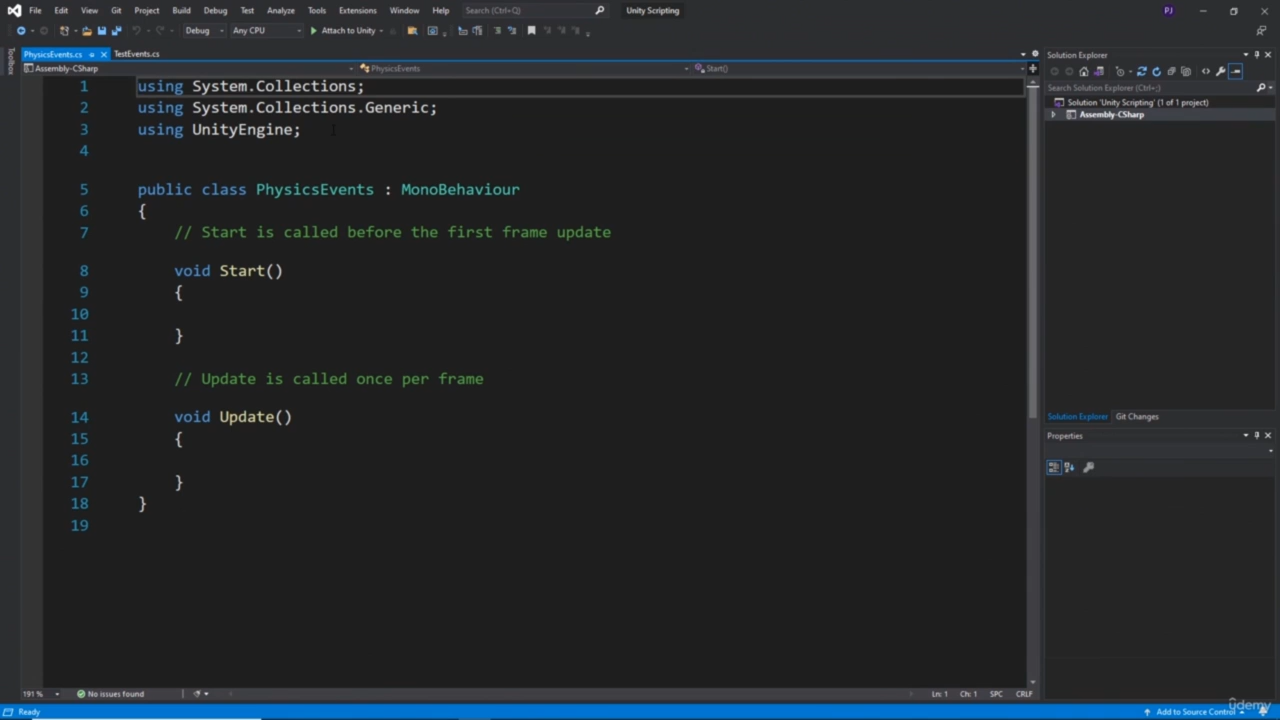 File Edit View Git Project Build Debug Test Analyze Tools Extensions Window Help Search (Ctrl+Q) Unity Scripting PJ
Debug Any CPU Attach to Unity
Toolbox
PhysicsEvents.cs TestEvents.cs
Assembly-CSharp PhysicsEvents Start()
1 using System.Collections;
2 using System.Collections.Generic;
3 using UnityEngine;
4
5 public class PhysicsEvents : MonoBehaviour
6 {
7 // Start is called before the first frame update
8 void Start()
9 {
10
11 }
12
13 // Update is called once per frame
14 void Update()
15 {
16
17 }
18 }
19
191 % No issues found Ln: 1 Ch: 1 SPC CRLF
Solution Explorer
Search Solution Explorer (Ctrl+;)
Solution 'Unity Scripting' (1 of 1 project)
Assembly-CSharp
Solution Explorer Git Changes
Properties
Ready Add to Source Control
udemy